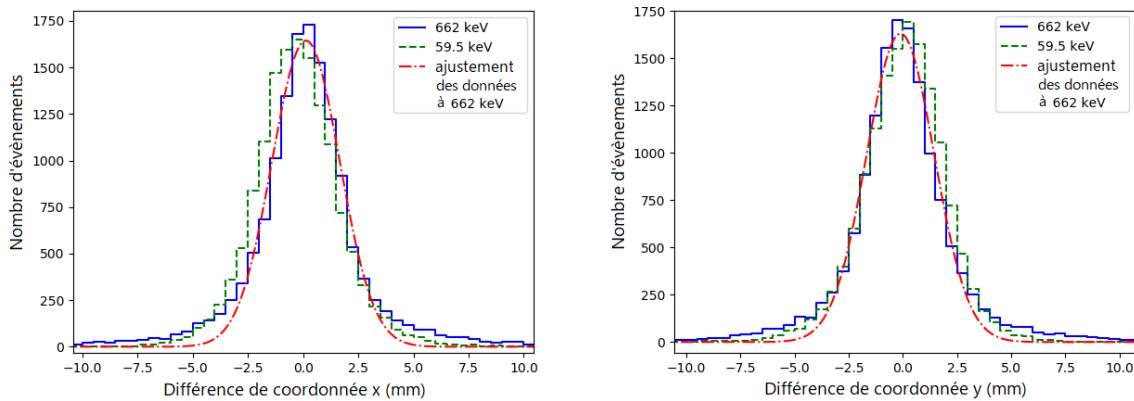 Nombre d'évènements
1750
1500
1250
1000
750
500
250
0
−10.0 −7.5 −5.0 −2.5 0.0 2.5 5.0 7.5 10.0
Différence de coordonnée x (mm)
662 keV
59.5 keV
ajustement
des données
à 662 keV
Nombre d'évènements
1750
1500
1250
1000
750
500
250
0
−10.0 −7.5 −5.0 −2.5 0.0 2.5 5.0 7.5 10.0
Différence de coordonnée y (mm)
662 keV
59.5 keV
ajustement
des données
à 662 keV